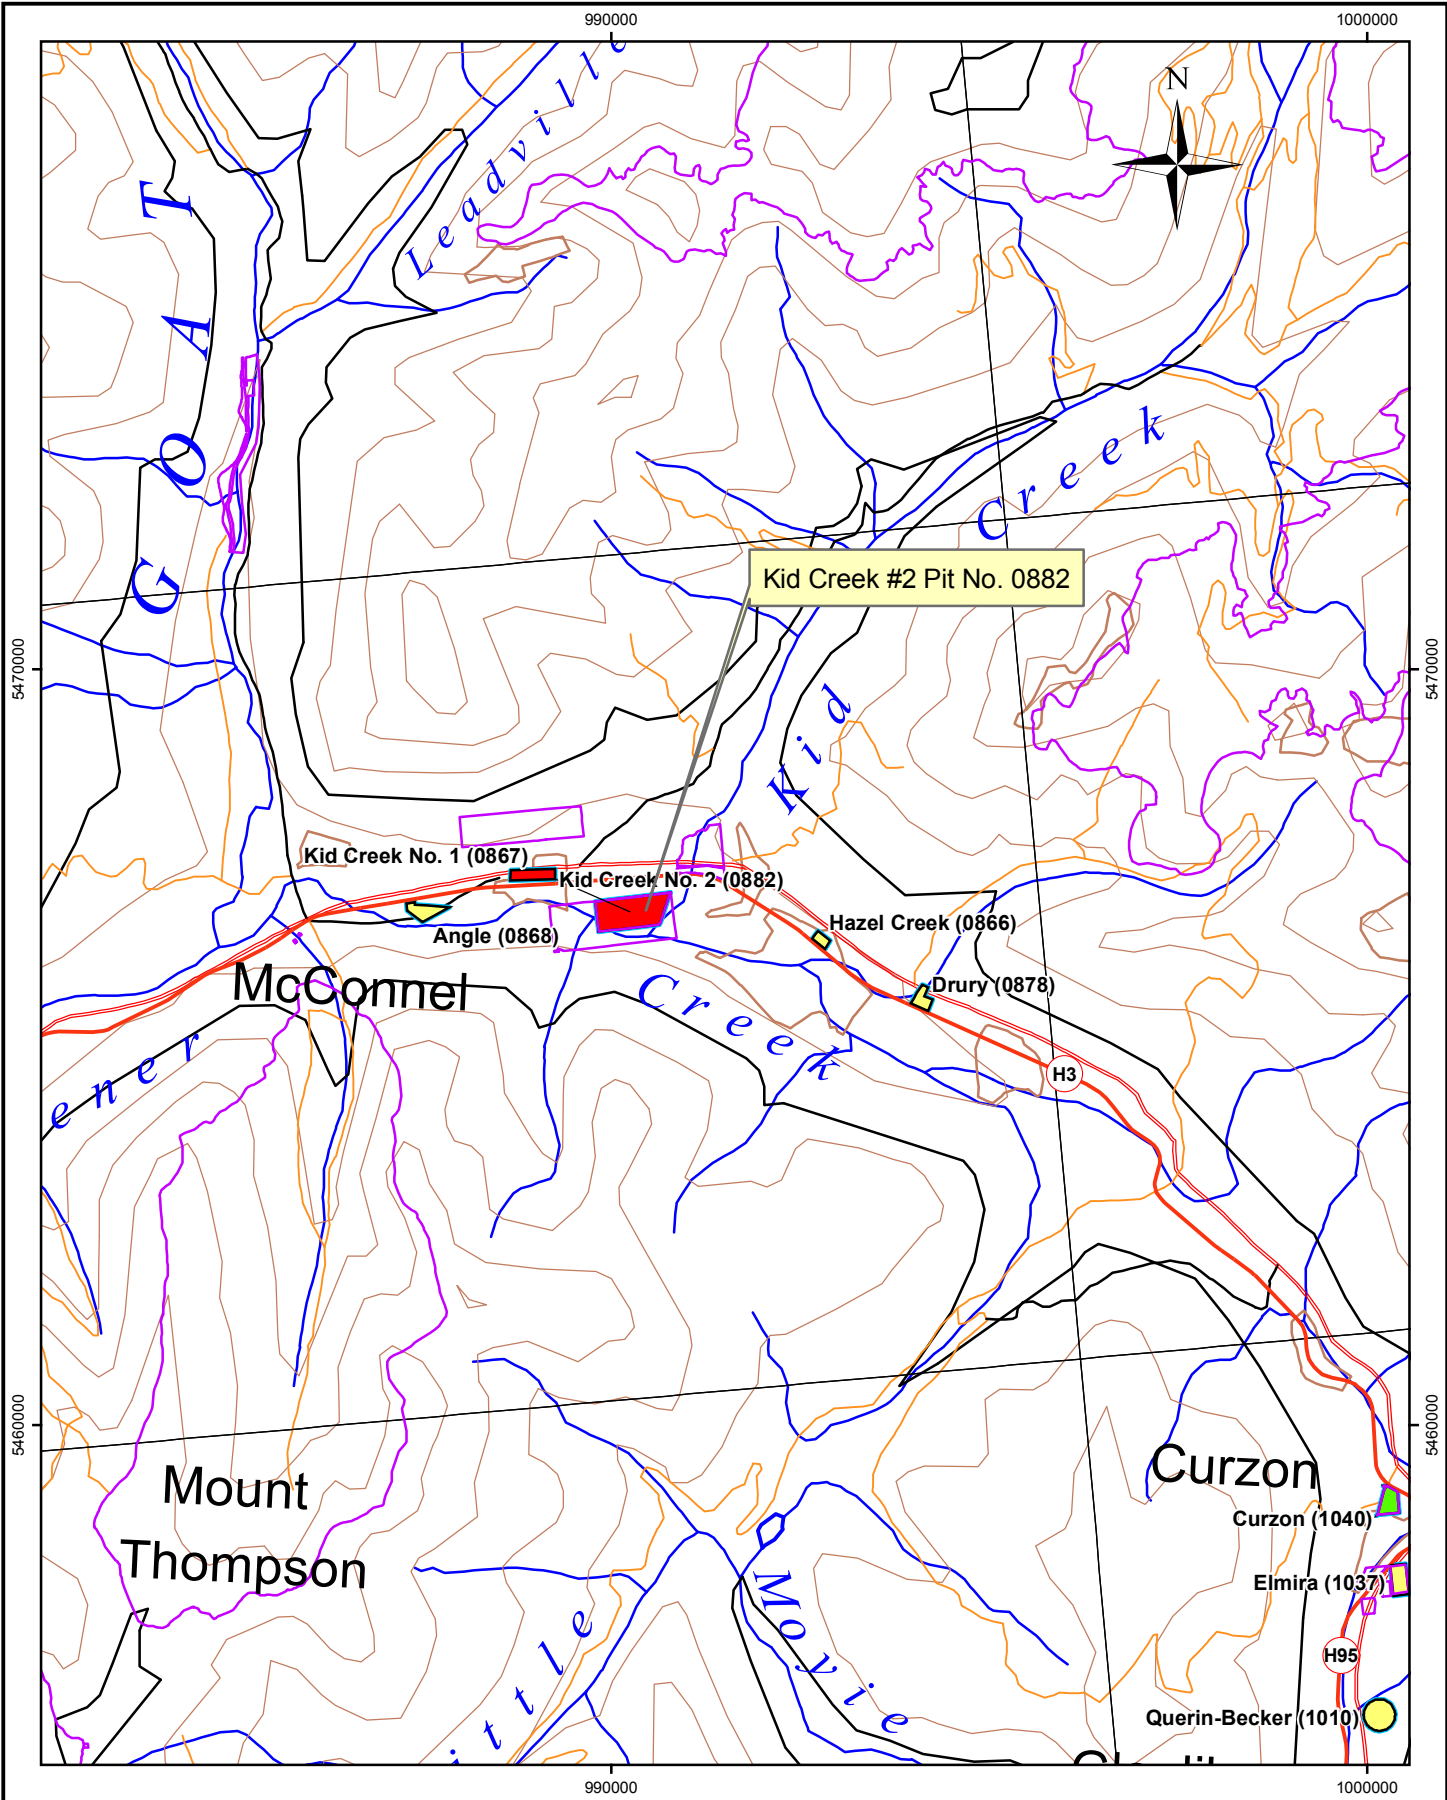 990000
1000000
N
Leadville
GOAT
Creek
Kid Creek #2 Pit No. 0882
5470000
5470000
Kid
Kid Creek No. 1 (0867)
Kid Creek No. 2 (0882)
Hazel Creek (0866)
Angle (0868)
McConnel
Drury (0878)
Creek
ener
H3
5460000
5460000
Curzon
Mount
Thompson
Curzon (1040)
Elmira (1037)
Moyie
ittle
H95
Querin-Becker (1010)
990000
1000000